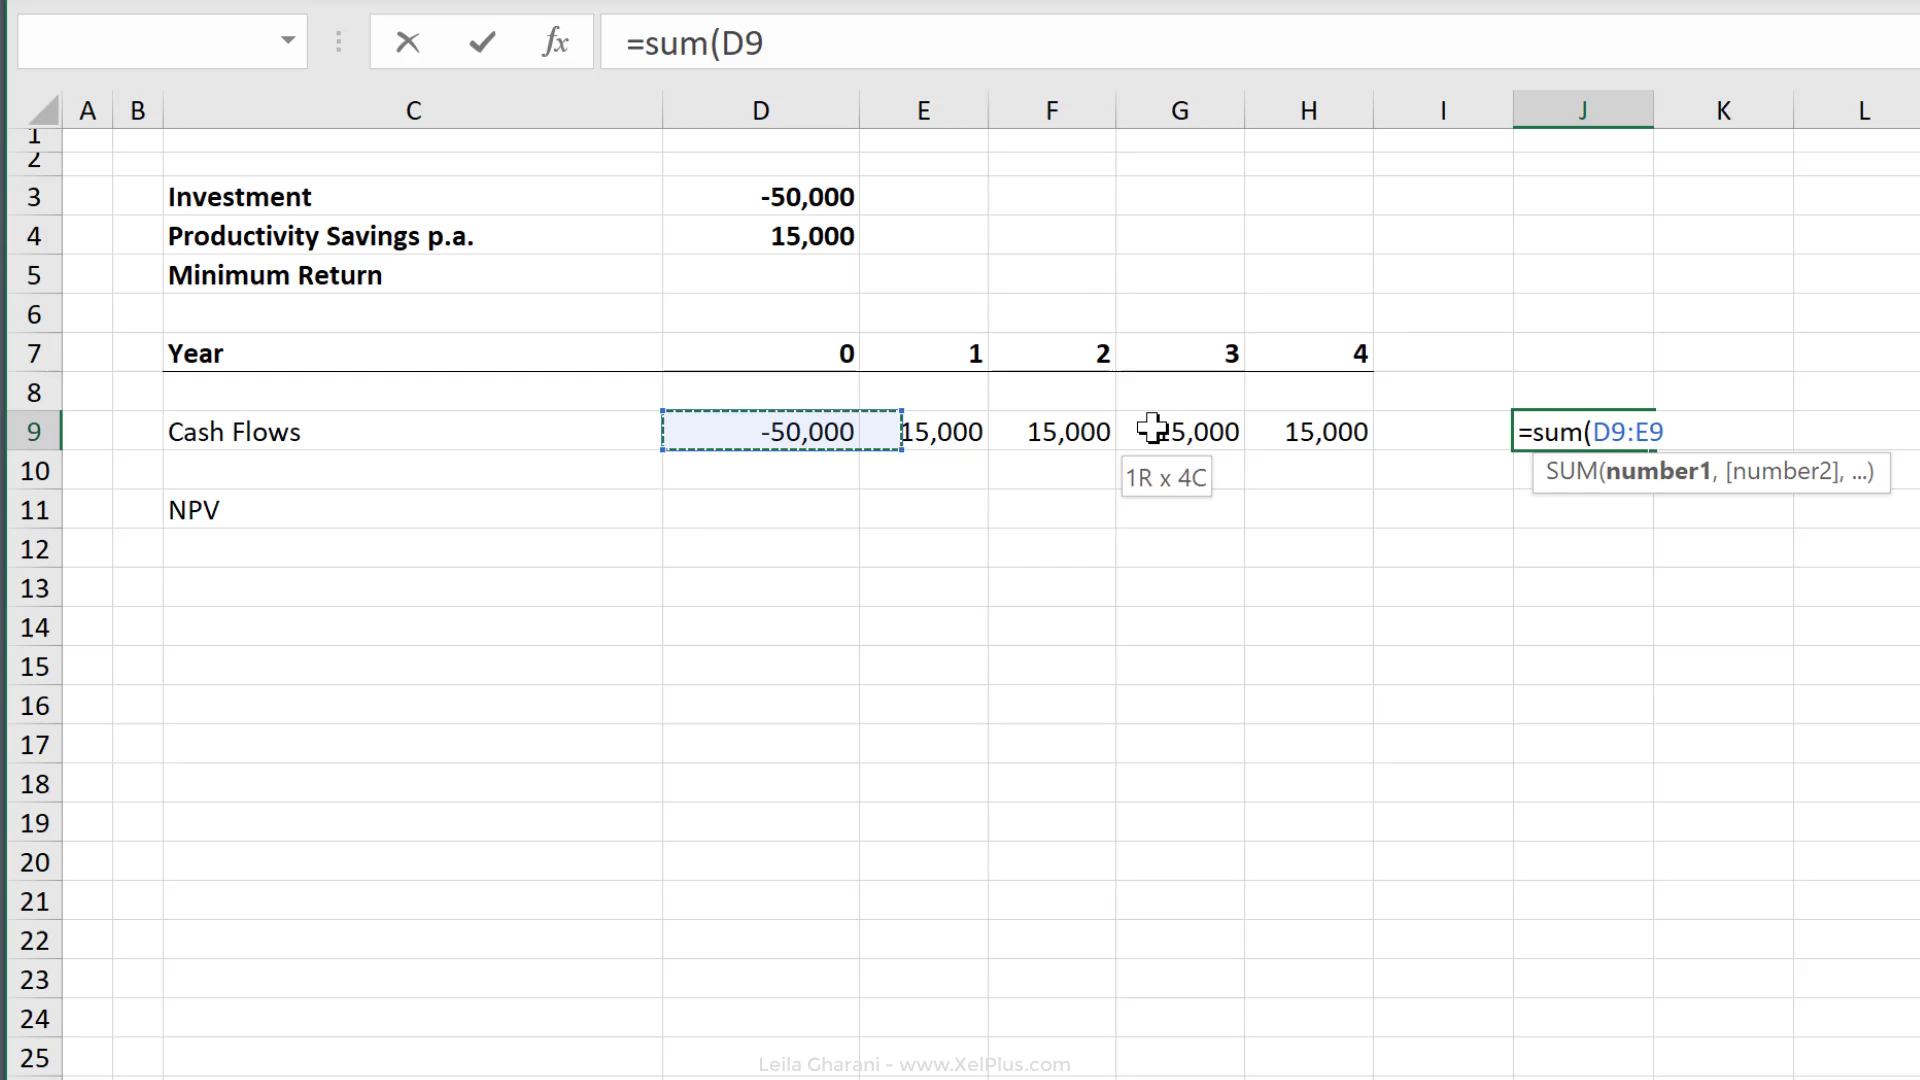 =sum(D9
A B C D E F G H I J K L
1
2
3 Investment -50,000
4 Productivity Savings p.a. 15,000
5 Minimum Return
6
7 Year 0 1 2 3 4
8
9 Cash Flows -50,000 15,000 15,000 15,000 15,000 =sum(D9:E9
10 1R x 4C SUM(number1, [number2], ...)
11 NPV
12
13
14
15
16
17
18
19
20
21
22
23
24
25
Leila Gharani - www.XelPlus.com